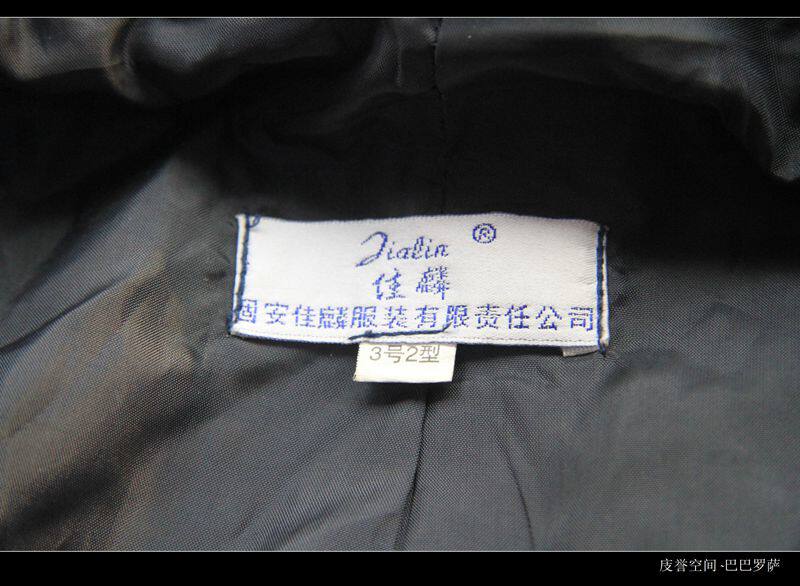 Jialin ®
佳麟
固安佳麟服装有限责任公司
3号2型
庋誉空间-巴巴罗萨